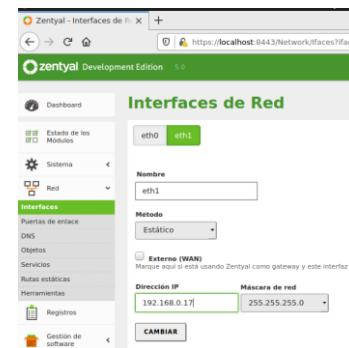 Zentyal - Interfaces de R
https://localhost:8443/Network/Ifaces?ifac
zentyal Development Edition 5.0
Dashboard
Estado de los
Módulos
Sistema
Red
Interfaces
Puertas de enlace
DNS
Objetos
Servicios
Rutas estáticas
Herramientas
Registros
Gestión de
software
Interfaces de Red
eth0 eth1
Nombre
eth1
Método
Estático
Externo (WAN)
Marque aquí si está usando Zentyal como gateway y este interfaz
Dirección IP Máscara de red
192.168.0.17 255.255.255.0
CAMBIAR